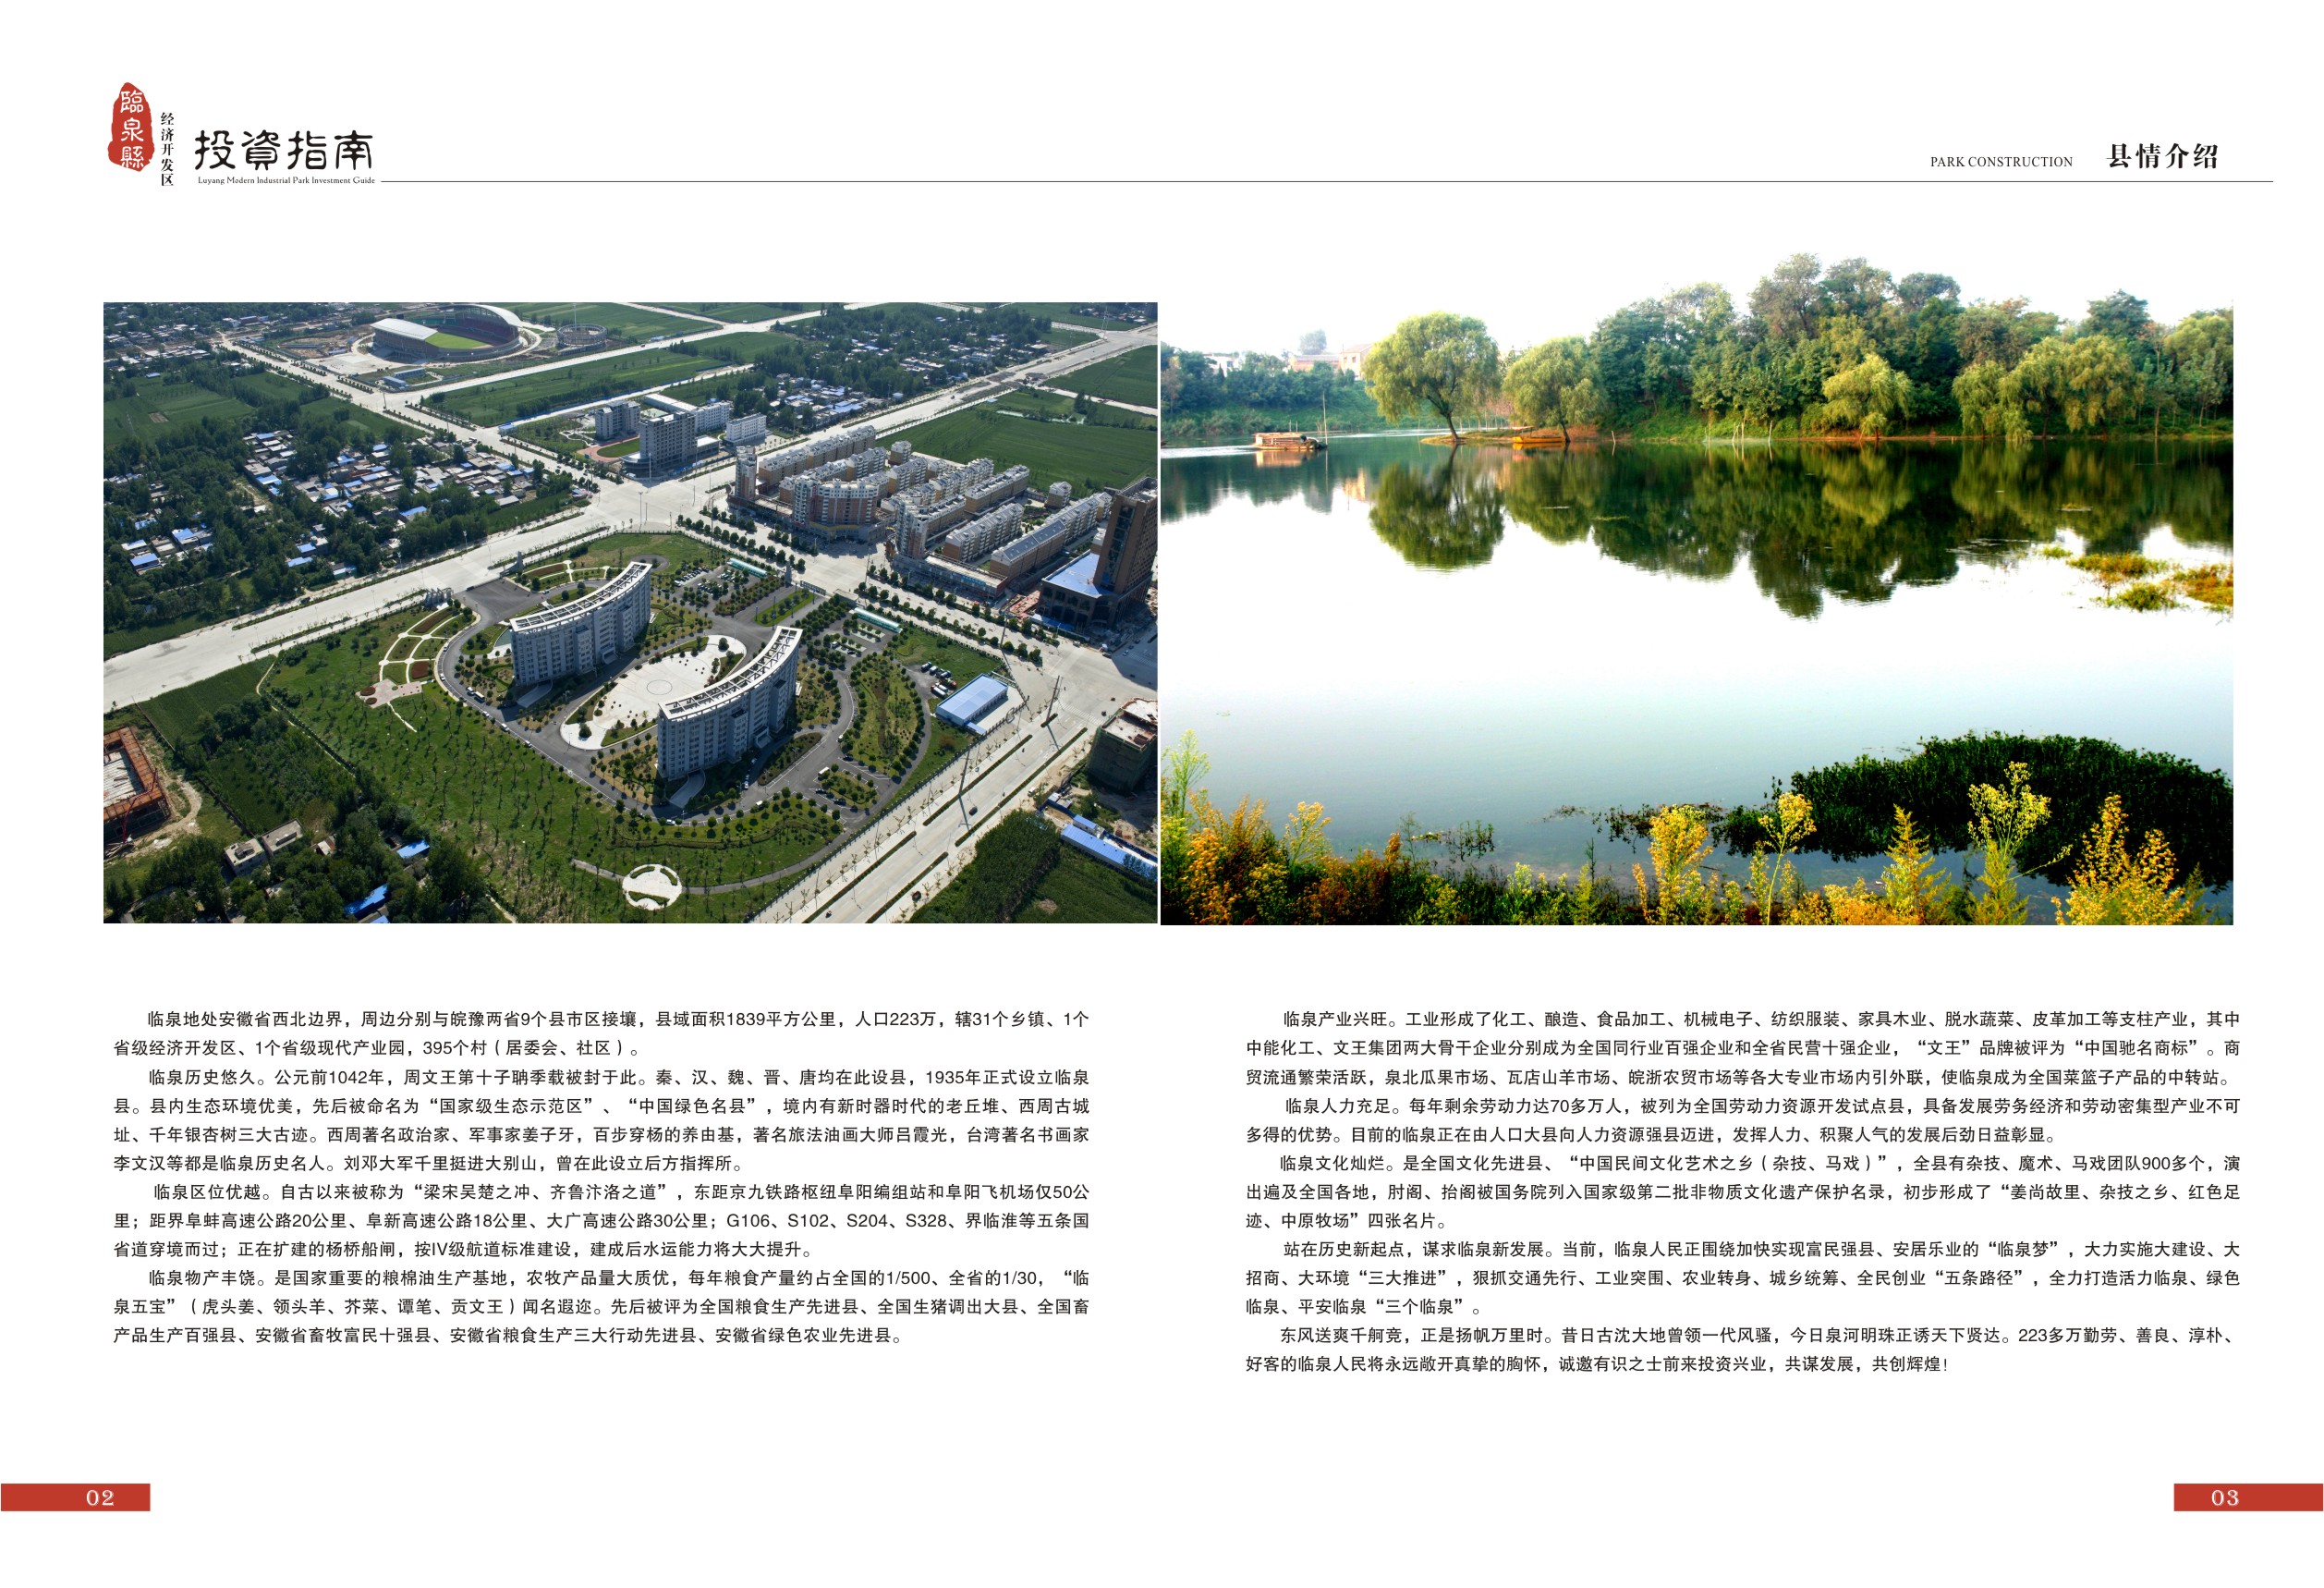 臨泉縣
经济开发区
投資指南
Luyang Modern Industrial Park Investment Guide
PARK CONSTRUCTION
县情介绍
临泉地处安徽省西北边界，周边分别与皖豫两省9个县市区接壤，县域面积1839平方公里，人口223万，辖31个乡镇、1个
省级经济开发区、1个省级现代产业园，395个村（居委会、社区）。
临泉历史悠久。公元前1042年，周文王第十子聃季载被封于此。秦、汉、魏、晋、唐均在此设县，1935年正式设立临泉
县。县内生态环境优美，先后被命名为“国家级生态示范区”、“中国绿色名县”，境内有新时器时代的老丘堆、西周古城
址、千年银杏树三大古迹。西周著名政治家、军事家姜子牙，百步穿杨的养由基，著名旅法油画大师吕霞光，台湾著名书画家
李文汉等都是临泉历史名人。刘邓大军千里挺进大别山，曾在此设立后方指挥所。
临泉区位优越。自古以来被称为“梁宋吴楚之冲、齐鲁汴洛之道”，东距京九铁路枢纽阜阳编组站和阜阳飞机场仅50公
里；距界阜蚌高速公路20公里、阜新高速公路18公里、大广高速公路30公里；G106、S102、S204、S328、界临淮等五条国
省道穿境而过；正在扩建的杨桥船闸，按IV级航道标准建设，建成后水运能力将大大提升。
临泉物产丰饶。是国家重要的粮棉油生产基地，农牧产品量大质优，每年粮食产量约占全国的1/500、全省的1/30，“临
泉五宝”（虎头姜、领头羊、芥菜、谭笔、贡文王）闻名遐迩。先后被评为全国粮食生产先进县、全国生猪调出大县、全国畜
产品生产百强县、安徽省畜牧富民十强县、安徽省粮食生产三大行动先进县、安徽省绿色农业先进县。
临泉产业兴旺。工业形成了化工、酿造、食品加工、机械电子、纺织服装、家具木业、脱水蔬菜、皮革加工等支柱产业，其中
中能化工、文王集团两大骨干企业分别成为全国同行业百强企业和全省民营十强企业，“文王”品牌被评为“中国驰名商标”。商
贸流通繁荣活跃，泉北瓜果市场、瓦店山羊市场、皖浙农贸市场等各大专业市场内引外联，使临泉成为全国菜篮子产品的中转站。
临泉人力充足。每年剩余劳动力达70多万人，被列为全国劳动力资源开发试点县，具备发展劳务经济和劳动密集型产业不可
多得的优势。目前的临泉正在由人口大县向人力资源强县迈进，发挥人力、积聚人气的发展后劲日益彰显。
临泉文化灿烂。是全国文化先进县、“中国民间文化艺术之乡（杂技、马戏）”，全县有杂技、魔术、马戏团队900多个，演
出遍及全国各地，肘阁、抬阁被国务院列入国家级第二批非物质文化遗产保护名录，初步形成了“姜尚故里、杂技之乡、红色足
迹、中原牧场”四张名片。
站在历史新起点，谋求临泉新发展。当前，临泉人民正围绕加快实现富民强县、安居乐业的“临泉梦”，大力实施大建设、大
招商、大环境“三大推进”，狠抓交通先行、工业突围、农业转身、城乡统筹、全民创业“五条路径”，全力打造活力临泉、绿色
临泉、平安临泉“三个临泉”。
东风送爽千舸竞，正是扬帆万里时。昔日古沈大地曾领一代风骚，今日泉河明珠正诱天下贤达。223多万勤劳、善良、淳朴、
好客的临泉人民将永远敞开真挚的胸怀，诚邀有识之士前来投资兴业，共谋发展，共创辉煌！
02
03